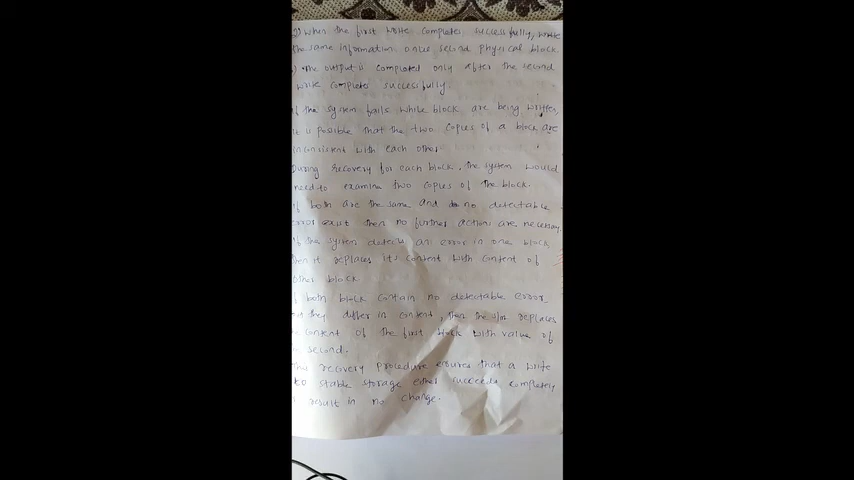 2) When the first write completes successfully, write
the same information onto second physical block.
) The output is completed only after the second
write completes successfully.
If the system fails while block are being written,
it is possible that the two copies of a block are
inconsistent with each other.
During recovery for each block, the system would
need to examine two copies of the block.
If both are the same and no detectable
error exist then no further action are necessary.
If the system detects an error in one block
then it replaces its content with content of
other block.
If both block contain no detectable error
they differ in content, then the replaces
content of the first block with value of
second.
The recovery procedure ensures that a write
to stable storage either succeeds completely
result in no change.